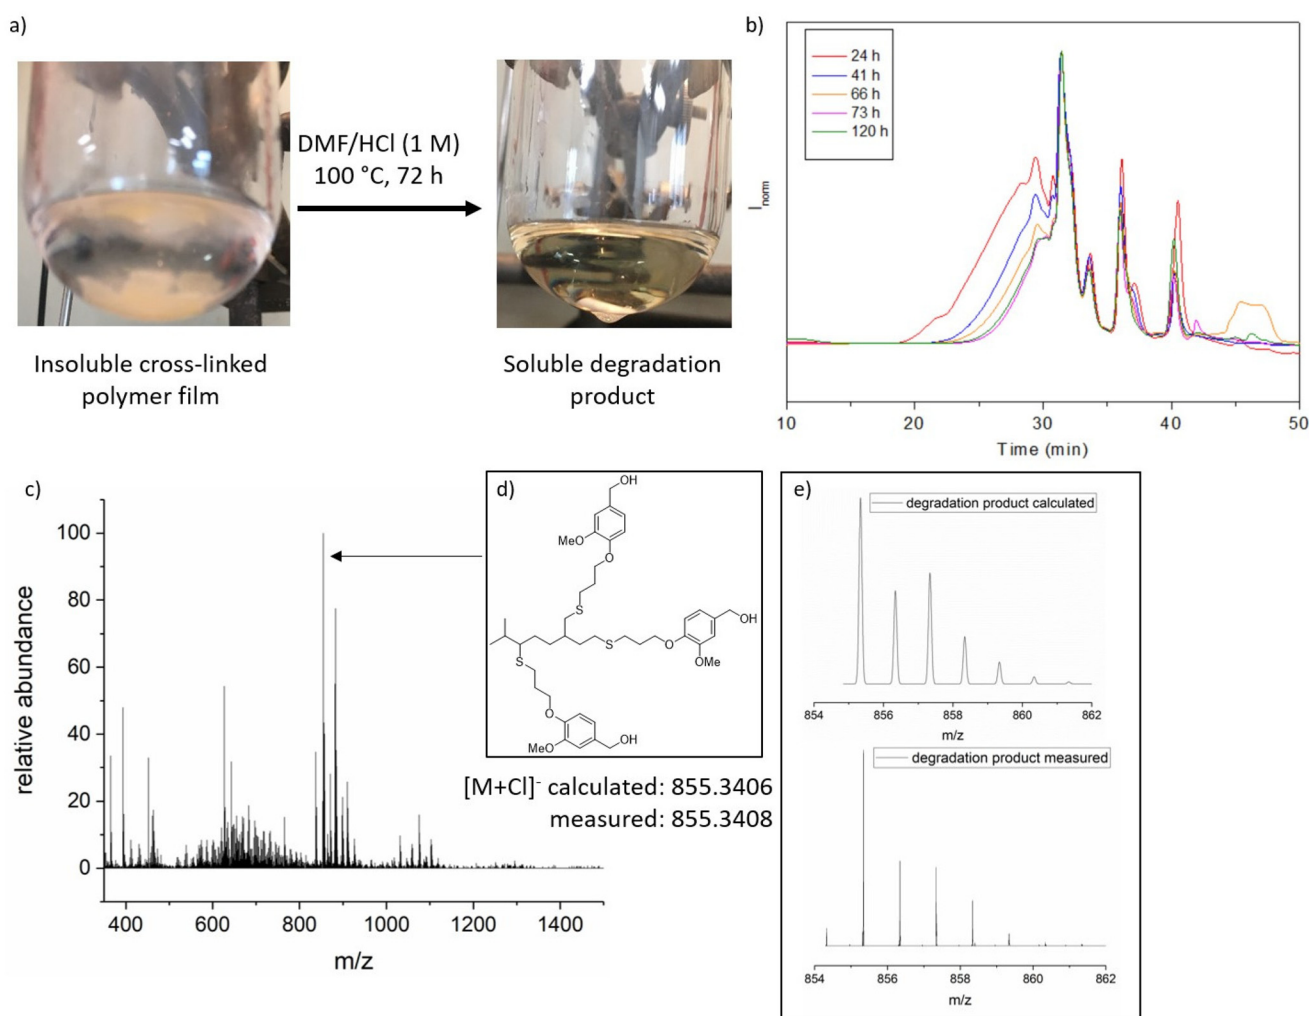 a)
DMF/HCl (1 M)
100 °C, 72 h
Insoluble cross-linked
polymer film
Soluble degradation
product
b)
24 h
41 h
66 h
73 h
120 h
I norm
10 20 30 40 50
Time (min)
c)
100
80
60
40
20
0
relative abundance
400 600 800 1000 1200 1400
m/z
d)
OH
MeO
O
S
OH
S
O
OMe
S
O
MeO
OH
[M+Cl]- calculated: 855.3406
measured: 855.3408
e)
degradation product calculated
854 856 858 860 862
m/z
degradation product measured
854 856 858 860 862
m/z